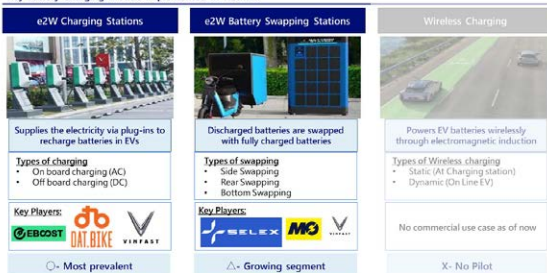 e2W Charging Stations
e2W Battery Swapping Stations
Wireless Charging
Supplies the electricity via plug-ins to
recharge batteries in EVs
Discharged batteries are swapped
with fully charged batteries
Powers EV batteries wirelessly
through electromagnetic induction
Types of charging
• On board charging (AC)
• Off board charging (DC)
Types of swapping
• Side Swapping
• Rear Swapping
• Bottom Swapping
Types of Wireless charging
• Static (At Charging station)
• Dynamic (On Line EV)
Key Players:
EBOOST
DAT.BIKE
VINFAST
Key Players:
SELEX
MO
VINFAST
No commercial use case as of now
○- Most prevalent
△- Growing segment
X- No Pilot